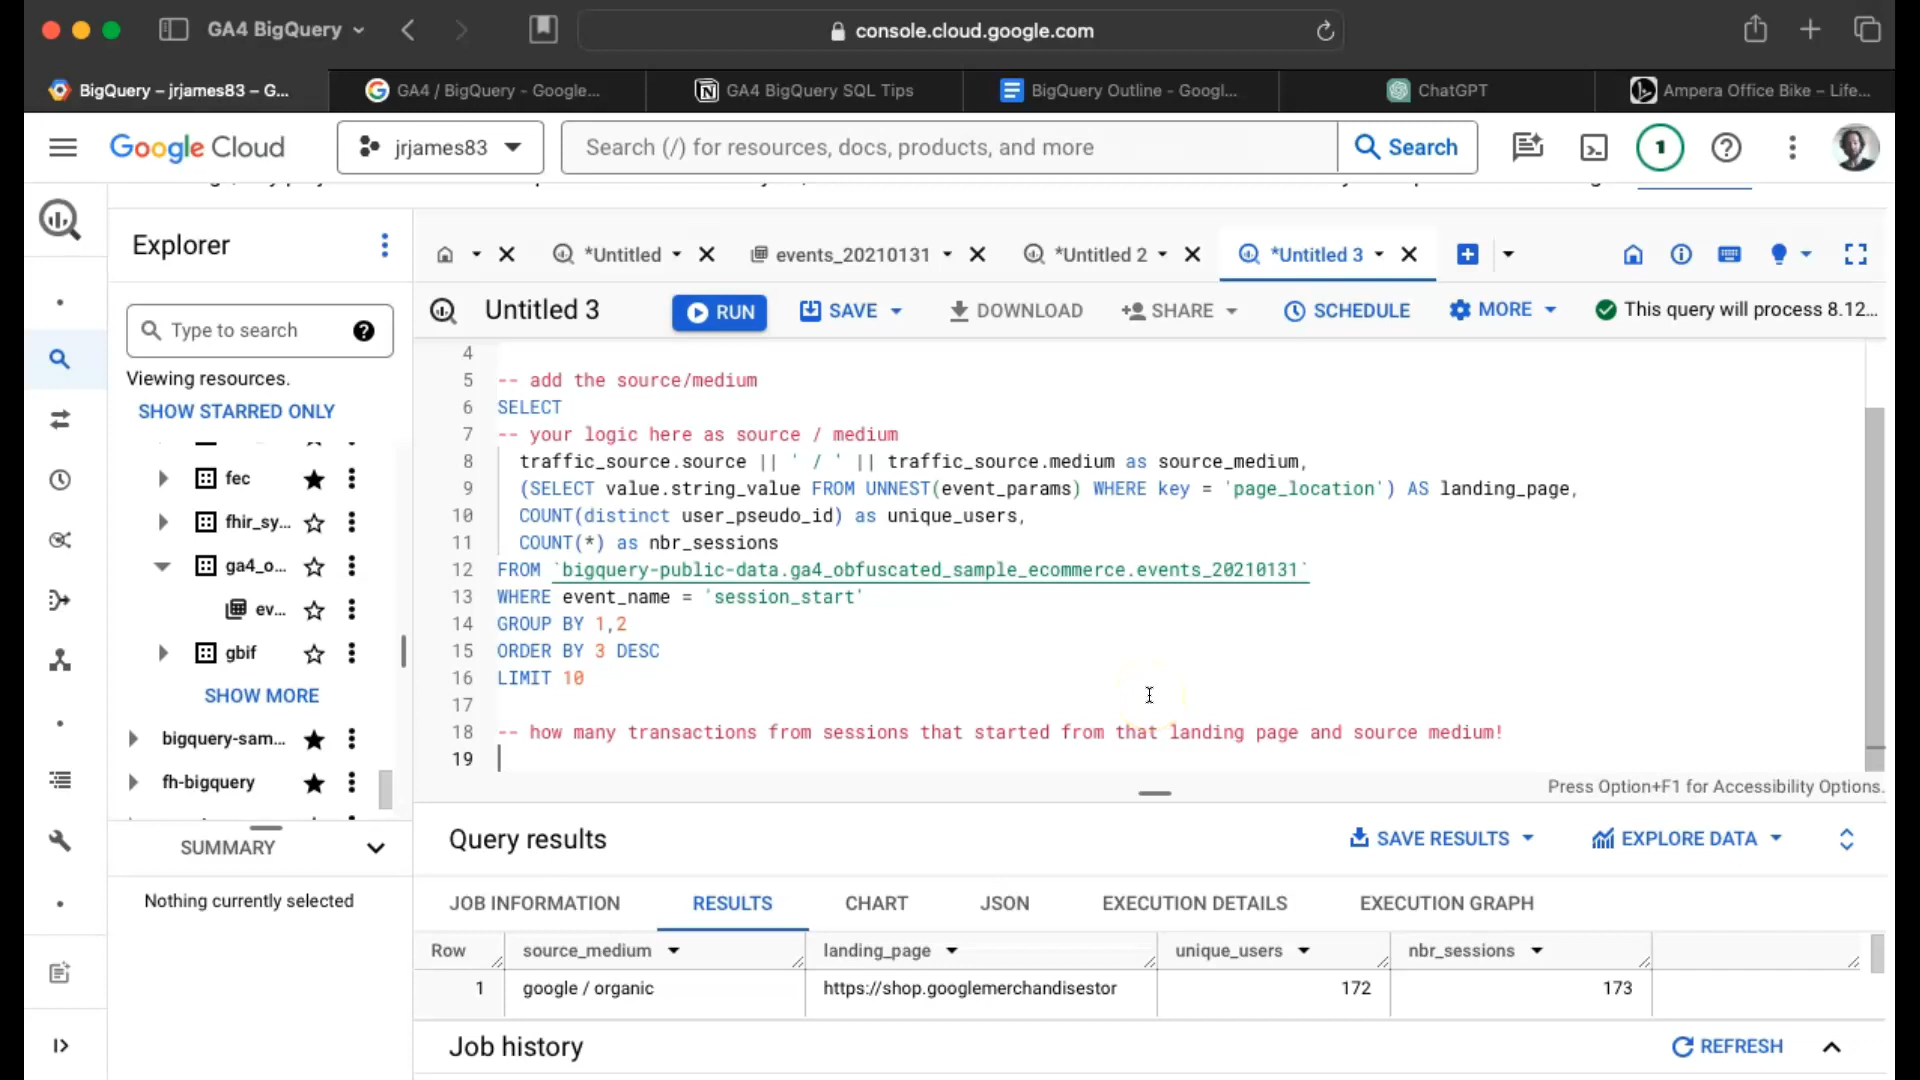 GA4 BigQuery
console.cloud.google.com
BigQuery – jrjames83 – G...
GA4 / BigQuery - Google...
GA4 BigQuery SQL Tips
BigQuery Outline - Googl...
ChatGPT
Ampera Office Bike – Life...
Google Cloud
jrjames83
Search (/) for resources, docs, products, and more
Search
1
Explorer
*Untitled
events_20210131
*Untitled 2
*Untitled 3
Untitled 3
RUN
SAVE
DOWNLOAD
SHARE
SCHEDULE
MORE
This query will process 8.12...
Type to search
Viewing resources.
SHOW STARRED ONLY
fec
fhir_sy...
ga4_o...
ev...
gbif
SHOW MORE
bigquery-sam...
fh-bigquery
SUMMARY
Nothing currently selected
4
5 -- add the source/medium
6 SELECT
7 -- your logic here as source / medium
8 traffic_source.source || ' / ' || traffic_source.medium as source_medium,
9 (SELECT value.string_value FROM UNNEST(event_params) WHERE key = 'page_location') AS landing_page,
10 COUNT(distinct user_pseudo_id) as unique_users,
11 COUNT(*) as nbr_sessions
12 FROM `bigquery-public-data.ga4_obfuscated_sample_ecommerce.events_20210131`
13 WHERE event_name = 'session_start'
14 GROUP BY 1,2
15 ORDER BY 3 DESC
16 LIMIT 10
17
18 -- how many transactions from sessions that started from that landing page and source medium!
19
Press Option+F1 for Accessibility Options.
Query results
SAVE RESULTS
EXPLORE DATA
JOB INFORMATION
RESULTS
CHART
JSON
EXECUTION DETAILS
EXECUTION GRAPH
Row source_medium landing_page unique_users nbr_sessions
1 google / organic https://shop.googlemerchandisestor 172 173
Job history
REFRESH